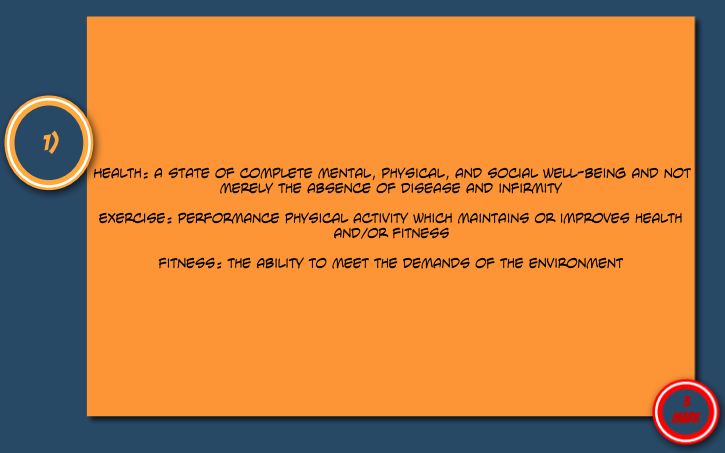 1)
HEALTH: A STATE OF COMPLETE MENTAL, PHYSICAL, AND SOCIAL WELL-BEING AND NOT
MERELY THE ABSENCE OF DISEASE AND INFIRMITY
EXERCISE: PERFORMANCE PHYSICAL ACTIVITY WHICH MAINTAINS OR IMPROVES HEALTH
AND/OR FITNESS
FITNESS: THE ABILITY TO MEET THE DEMANDS OF THE ENVIRONMENT
MARK